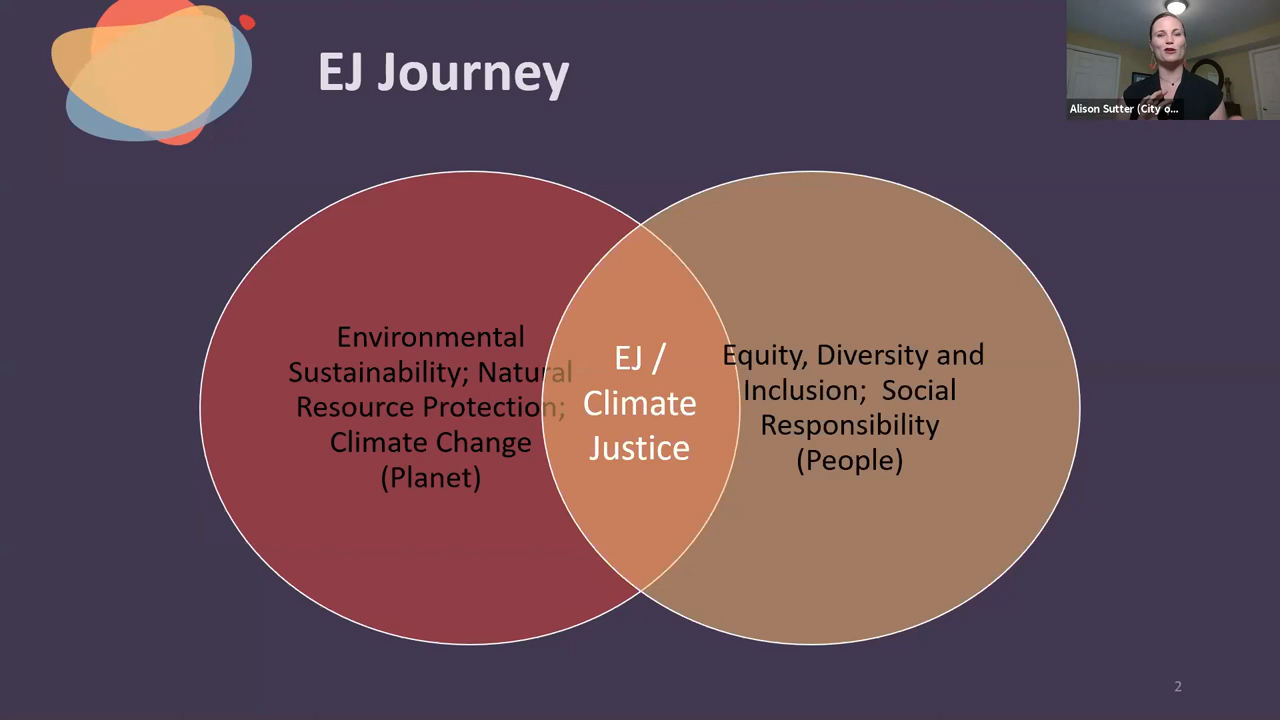 EJ Journey
Alison Sutter (City o...
Environmental
Sustainability; Natural
Resource Protection;
Climate Change
(Planet)
EJ /
Climate
Justice
Equity, Diversity and
Inclusion;  Social
Responsibility
(People)
2